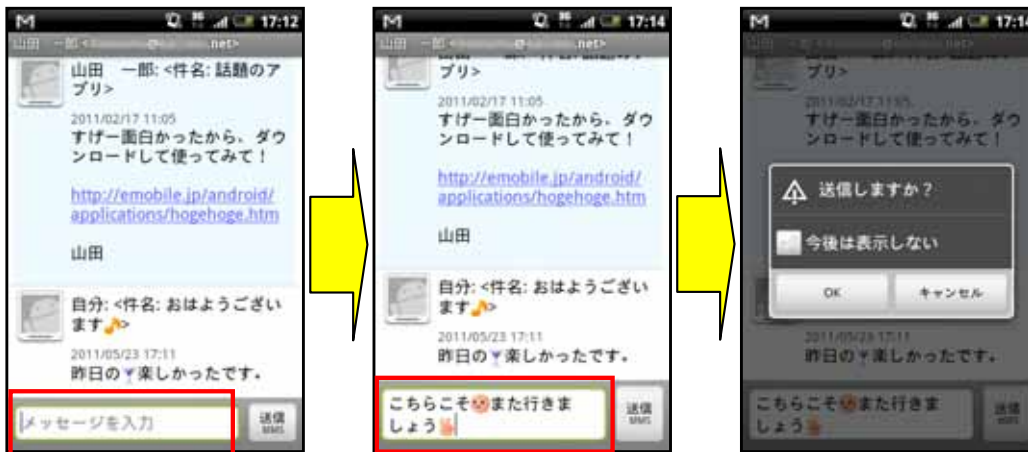 17:12
山田 一郎
net>
山田 一郎: <件名: 話題のア
プリ>
2011/02/17 11:05
すげー面白かったから、ダウ
ンロードして使ってみて！
http://emobile.jp/android/
applications/hogehoge.htm
山田
自分: <件名: おはようござい
ます🎵>
2011/05/23 17:11
昨日の🍸楽しかったです。
メッセージを入力
送信
MMS
17:14
山田 一郎
net>
プリ>
2011/02/17 11:05
すげー面白かったから、ダウ
ンロードして使ってみて！
http://emobile.jp/android/
applications/hogehoge.htm
山田
自分: <件名: おはようござい
ます🎵>
2011/05/23 17:11
昨日の🍸楽しかったです。
こちらこそまた行きま
しょう
送信
MMS
17:14
net>
プリ>
2011/02/17 11:05
すげー面白かったから、ダウ
ンロードして使ってみて！
送信しますか？
今後は表示しない
OK
キャンセル
2011/05/23 17:11
昨日の🍸楽しかったです。
こちらこそまた行きま
しょう
送信
MMS